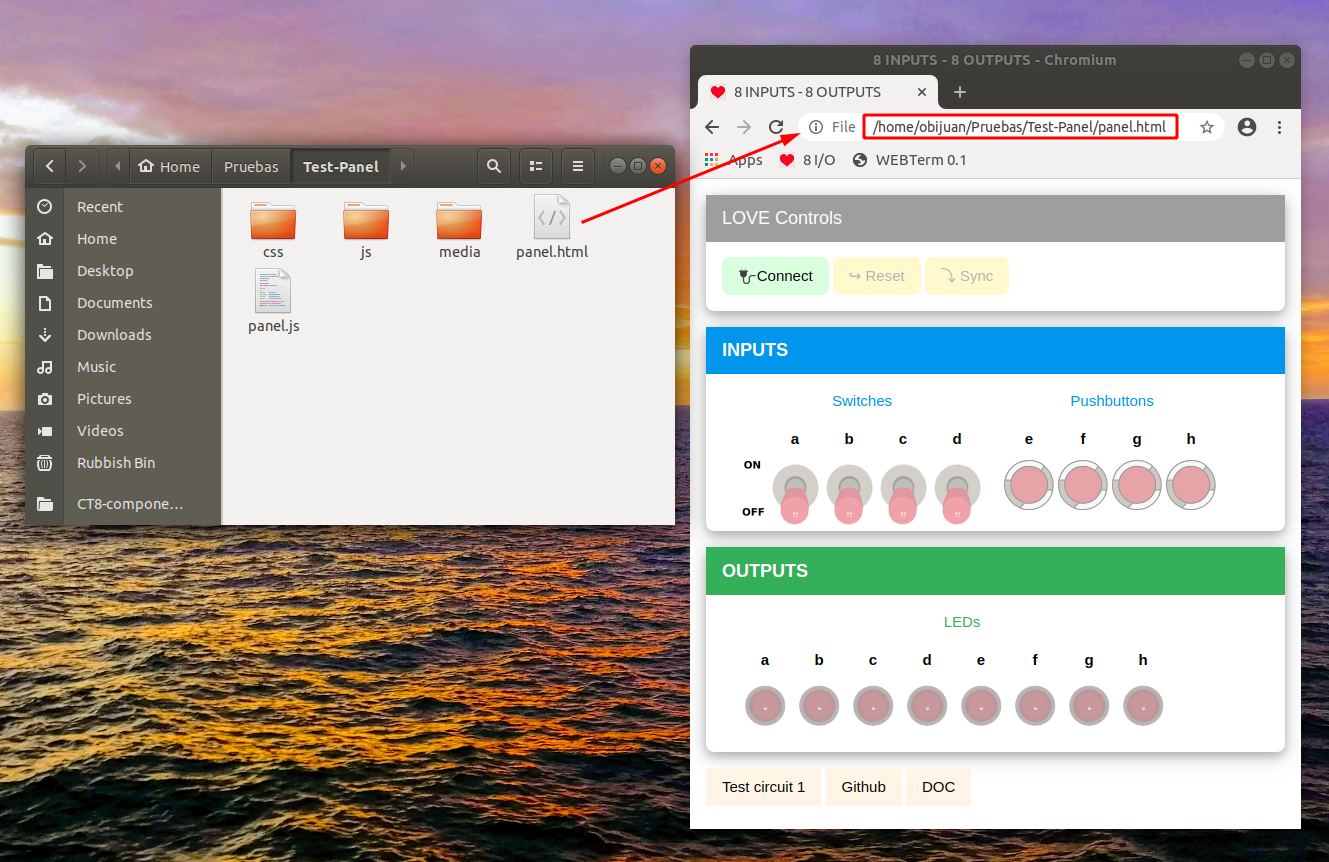 Home Pruebas Test-Panel
Recent
Home
Desktop
Documents
Downloads
Music
Pictures
Videos
Rubbish Bin
CT8-compone…
css js media panel.html
panel.js
8 INPUTS - 8 OUTPUTS - Chromium
8 INPUTS - 8 OUTPUTS
File /home/obijuan/Pruebas/Test-Panel/panel.html
Apps 8 I/O WEBTerm 0.1
LOVE Controls
Connect ↪ Reset ⤵ Sync
INPUTS
Switches Pushbuttons
a b c d e f g h
ON
OFF
OUTPUTS
LEDs
a b c d e f g h
Test circuit 1 Github DOC